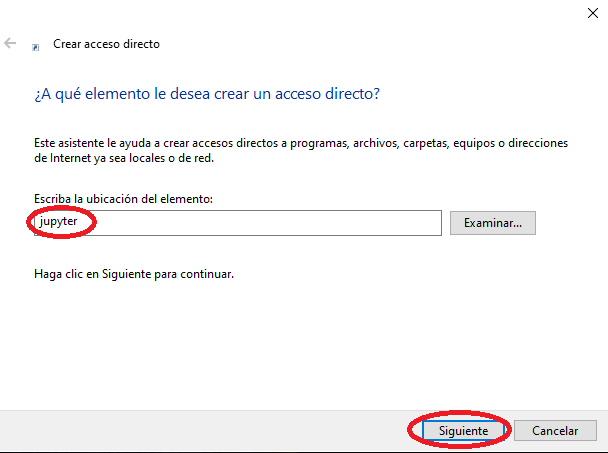 Crear acceso directo
¿A qué elemento le desea crear un acceso directo?
Este asistente le ayuda a crear accesos directos a programas, archivos, carpetas, equipos o direcciones
de Internet ya sea locales o de red.
Escriba la ubicación del elemento:
jupyter
Examinar...
Haga clic en Siguiente para continuar.
Siguiente
Cancelar